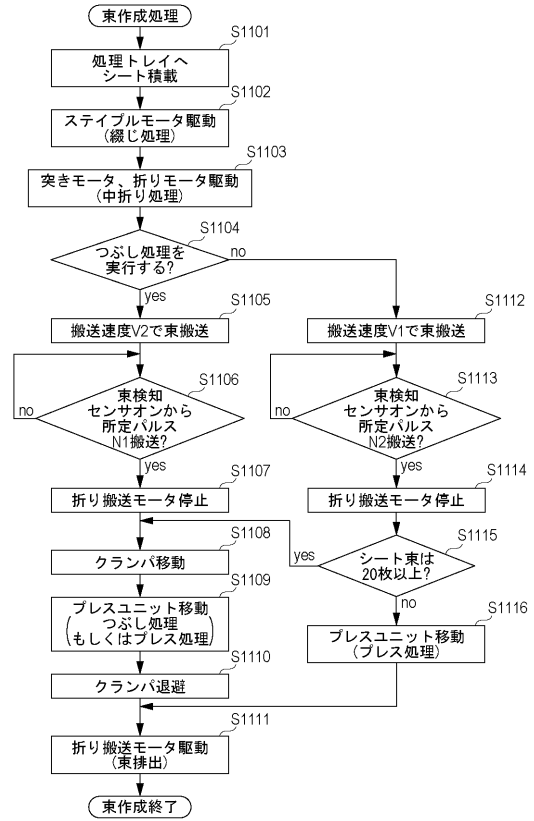 束作成処理
S1101
処理トレイへ
シート積載
S1102
ステイプルモータ駆動
(綴じ処理)
S1103
突きモータ、折りモータ駆動
(中折り処理)
S1104
つぶし処理を
実行する?
no
yes
S1105
搬送速度V2で束搬送
S1112
搬送速度V1で束搬送
S1106
束検知
センサオンから
所定パルス
N1搬送?
no
yes
S1113
束検知
センサオンから
所定パルス
N2搬送?
no
yes
S1107
折り搬送モータ停止
S1114
折り搬送モータ停止
S1108
クランパ移動
S1115
シート束は
20枚以上?
yes
no
S1109
プレスユニット移動
(つぶし処理
もしくはプレス処理)
S1116
プレスユニット移動
(プレス処理)
S1110
クランパ退避
S1111
折り搬送モータ駆動
(束排出)
束作成終了